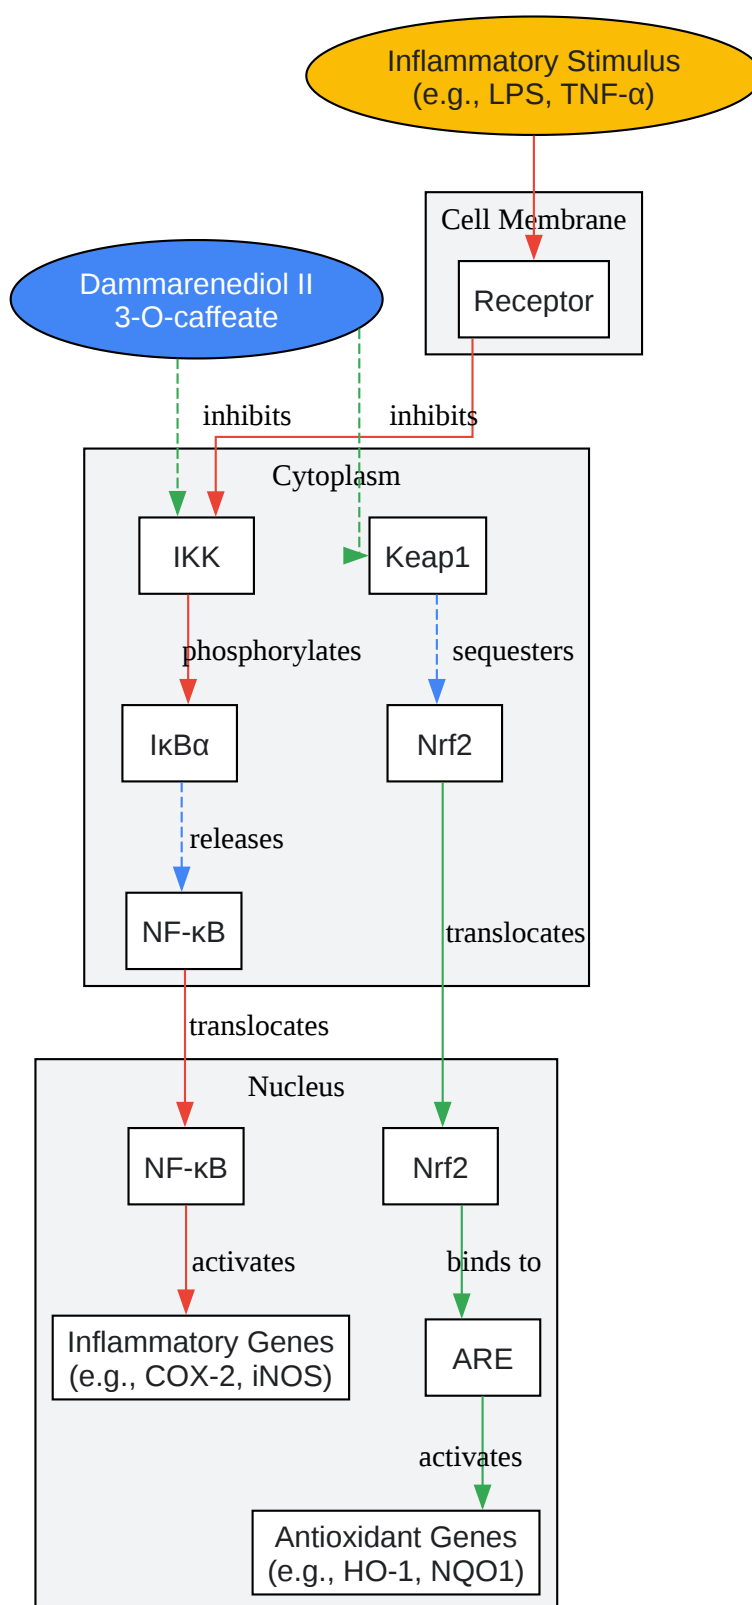 Inflammatory Stimulus
(e.g., LPS, TNF-α)
Cell Membrane
Receptor
Dammarenediol II
3-O-caffeate
inhibits
inhibits
Cytoplasm
IKK
Keap1
phosphorylates
sequesters
IκBα
Nrf2
releases
NF-κB
translocates
translocates
Nucleus
NF-κB
Nrf2
activates
binds to
Inflammatory Genes
(e.g., COX-2, iNOS)
ARE
activates
Antioxidant Genes
(e.g., HO-1, NQO1)